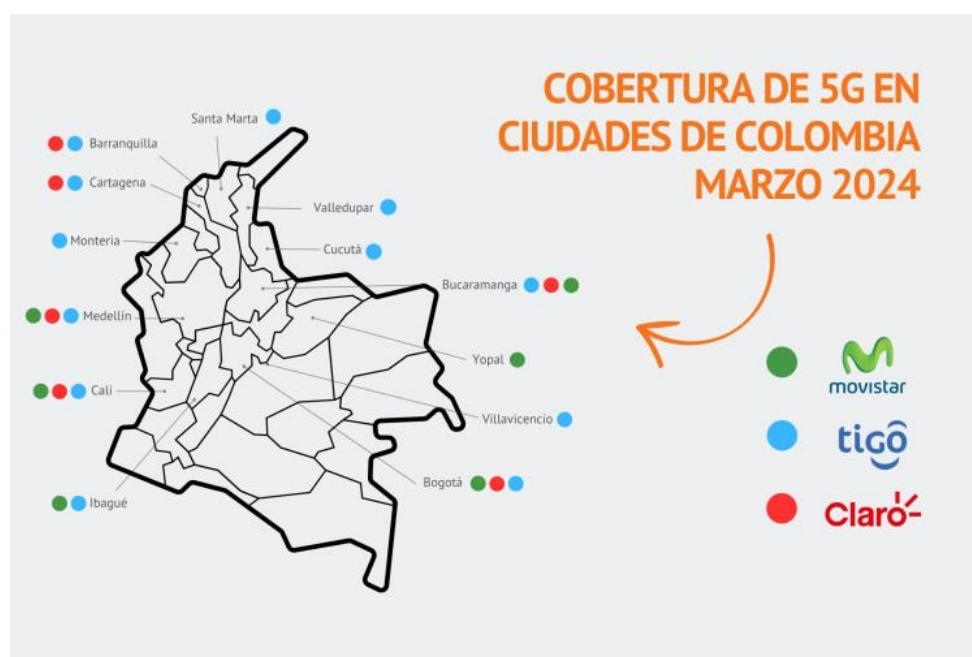 COBERTURA DE 5G EN
CIUDADES DE COLOMBIA
MARZO 2024
Santa Marta
Barranquilla
Cartagena
Valledupar
Monteria
Cucutá
Bucaramanga
Medellín
Yopal
movistar
Cali
Villavicencio
tigo
Bogotá
Ibagué
Claro